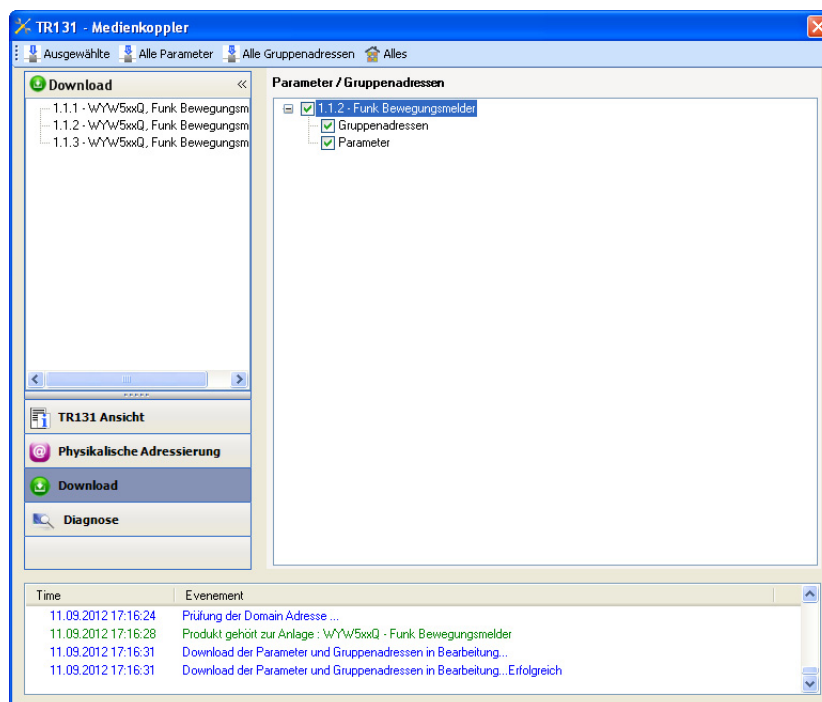 TR131 - Medienkoppler
Ausgewählte Alle Parameter Alle Gruppenadressen Alles
Download «
1.1.1 - WYW5xxQ, Funk Bewegungsm
1.1.2 - WYW5xxQ, Funk Bewegungsm
1.1.3 - WYW5xxQ, Funk Bewegungsm
TR131 Ansicht
Physikalische Adressierung
Download
Diagnose
Parameter / Gruppenadressen
1.1.2 - Funk Bewegungsmelder
Gruppenadressen
Parameter
Time Evenement
11.09.2012 17:16:24 Prüfung der Domain Adresse ...
11.09.2012 17:16:28 Produkt gehört zur Anlage : WYW5xxQ - Funk Bewegungsmelder
11.09.2012 17:16:31 Download der Parameter und Gruppenadressen in Bearbeitung...
11.09.2012 17:16:31 Download der Parameter und Gruppenadressen in Bearbeitung...Erfolgreich